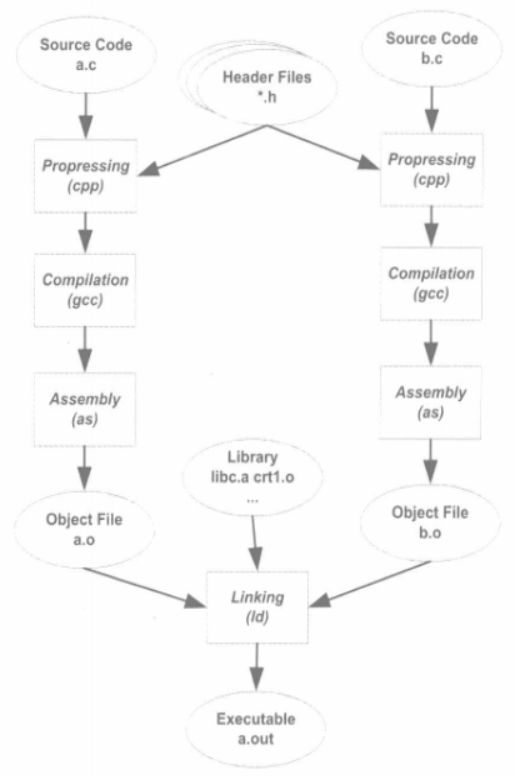 Source Code
a.c
Header Files
*.h
Source Code
b.c
Propressing
(cpp)
Propressing
(cpp)
Compilation
(gcc)
Compilation
(gcc)
Assembly
(as)
Assembly
(as)
Library
libc.a crt1.o
...
Object File
a.o
Object File
b.o
Linking
(ld)
Executable
a.out